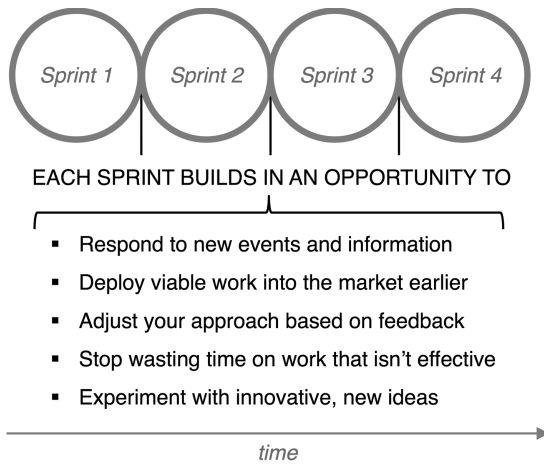 Sprint 1 Sprint 2 Sprint 3 Sprint 4
EACH SPRINT BUILDS IN AN OPPORTUNITY TO
▪ Respond to new events and information
▪ Deploy viable work into the market earlier
▪ Adjust your approach based on feedback
▪ Stop wasting time on work that isn’t effective
▪ Experiment with innovative, new ideas
time